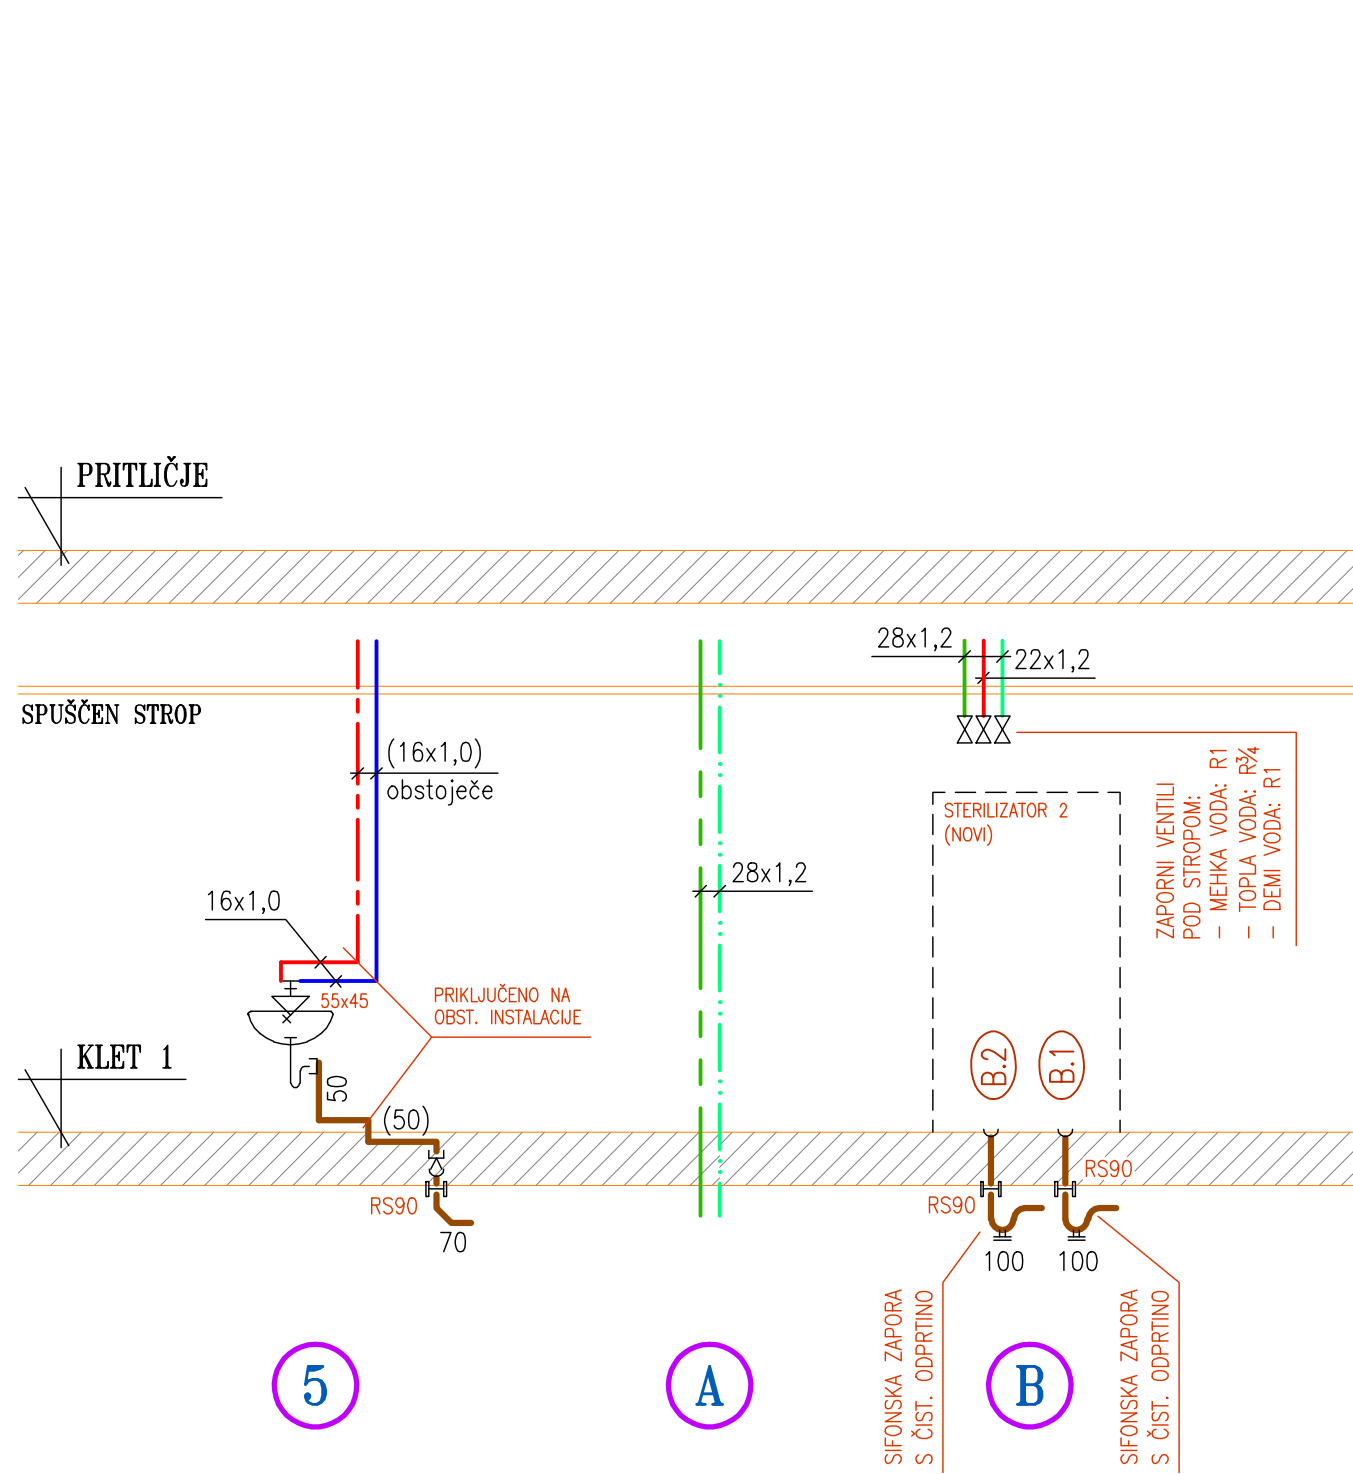 PRITLIČJE
28x1,2
22x1,2
SPUŠČEN STROP
(16x1,0)
obstoječe
ZAPORNI VENTILI
POD STROPOM:
- MEHKA VODA: R1
- TOPLA VODA: R¾
- DEMI VODA: R1
STERILIZATOR 2
(NOVI)
28x1,2
16x1,0
55x45
PRIKLJUČENO NA
OBST. INSTALACIJE
KLET 1
B.2
B.1
50
(50)
RS90
RS90
RS90
70
100
100
SIFONSKA ZAPORA
S ČIST. ODPRTINO
SIFONSKA ZAPORA
S ČIST. ODPRTINO
5
A
B